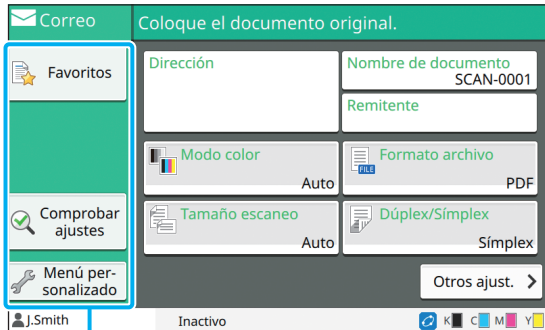 Correo
Coloque el documento original.
Favoritos
Comprobar
ajustes
Menú per-
sonalizado
Dirección
Nombre de documento
SCAN-0001
Remitente
Modo color
Auto
Formato archivo
FILE
PDF
Tamaño escaneo
Auto
Dúplex/Símplex
Símplex
Otros ajust.
J.Smith
Inactivo
K C M Y